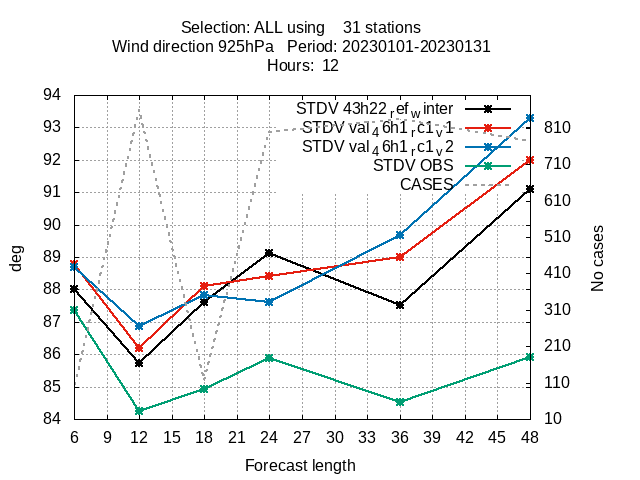 Selection: ALL using    31 stations
Wind direction 925hPa   Period: 20230101-20230131
Hours:  12
STDV 43h22refwinter
STDV val46h1rc1v1
STDV val46h1rc1v2
STDV OBS
CASES
94
93
92
91
90
89
88
87
86
85
84
deg
810
710
610
510
410
310
210
110
10
No cases
6 9 12 15 18 21 24 27 30 33 36 39 42 45 48
Forecast length